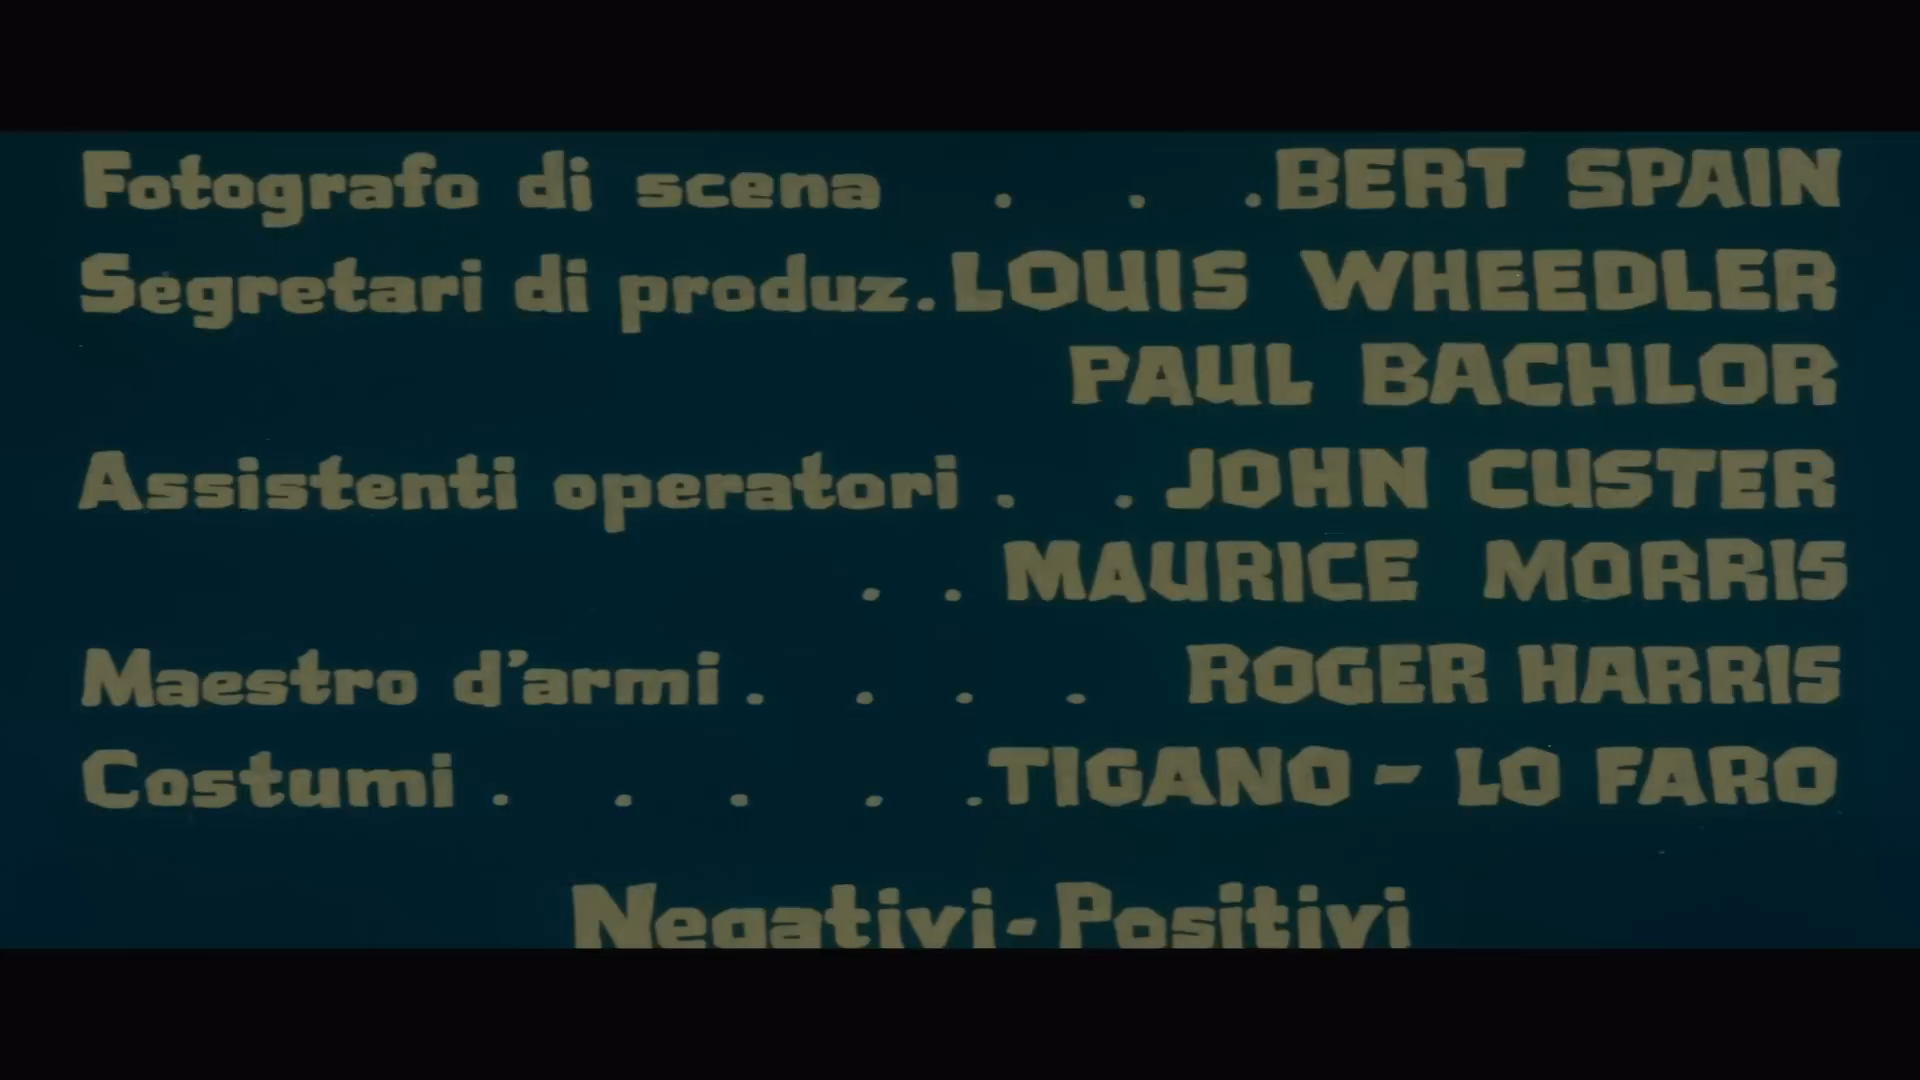 Fotografo di scena . . . BERT SPAIN
Segretari di produz. LOUIS WHEEDLER
PAUL BACHLOR
Assistenti operatori . . JOHN CUSTER
. . MAURICE MORRIS
Maestro d'armi . . . . ROGER HARRIS
Costumi . . . . . TIGANO - LO FARO
Negativi - Positivi